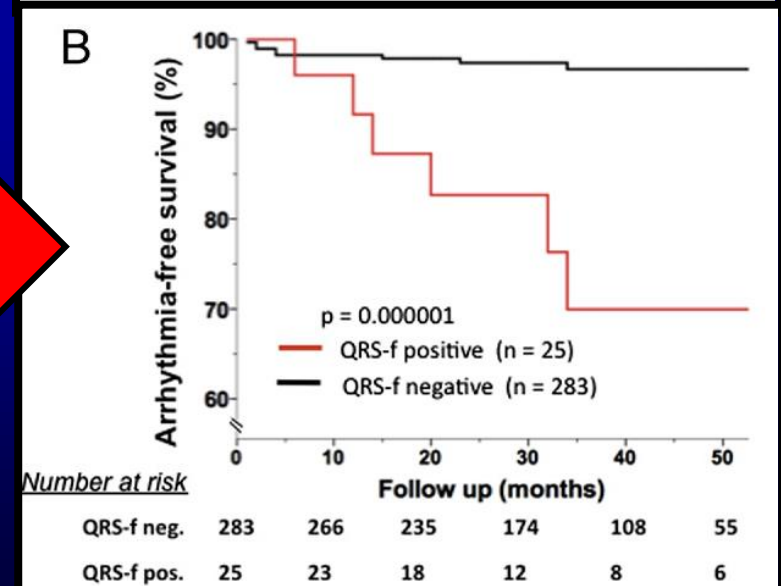 B
Arrhythmia-free survival (%)
100
90
80
70
60
p = 0.000001
QRS-f positive (n = 25)
QRS-f negative (n = 283)
0 10 20 30 40 50
Follow up (months)
Number at risk
QRS-f neg. 283 266 235 174 108 55
QRS-f pos. 25 23 18 12 8 6